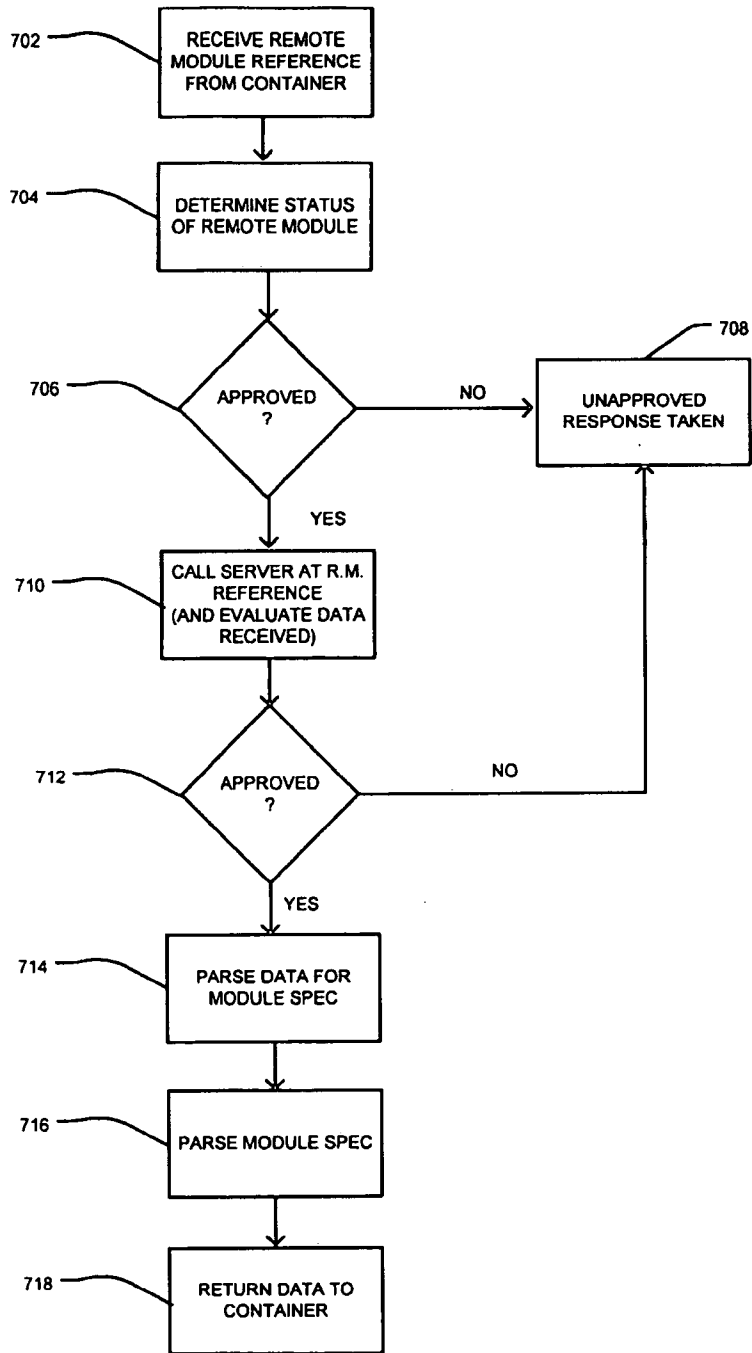 702
RECEIVE REMOTE
MODULE REFERENCE
FROM CONTAINER
704
DETERMINE STATUS
OF REMOTE MODULE
706
APPROVED
?
NO
708
UNAPPROVED
RESPONSE TAKEN
YES
710
CALL SERVER AT R.M.
REFERENCE
(AND EVALUATE DATA
RECEIVED)
712
APPROVED
?
NO
YES
714
PARSE DATA FOR
MODULE SPEC
716
PARSE MODULE SPEC
718
RETURN DATA TO
CONTAINER